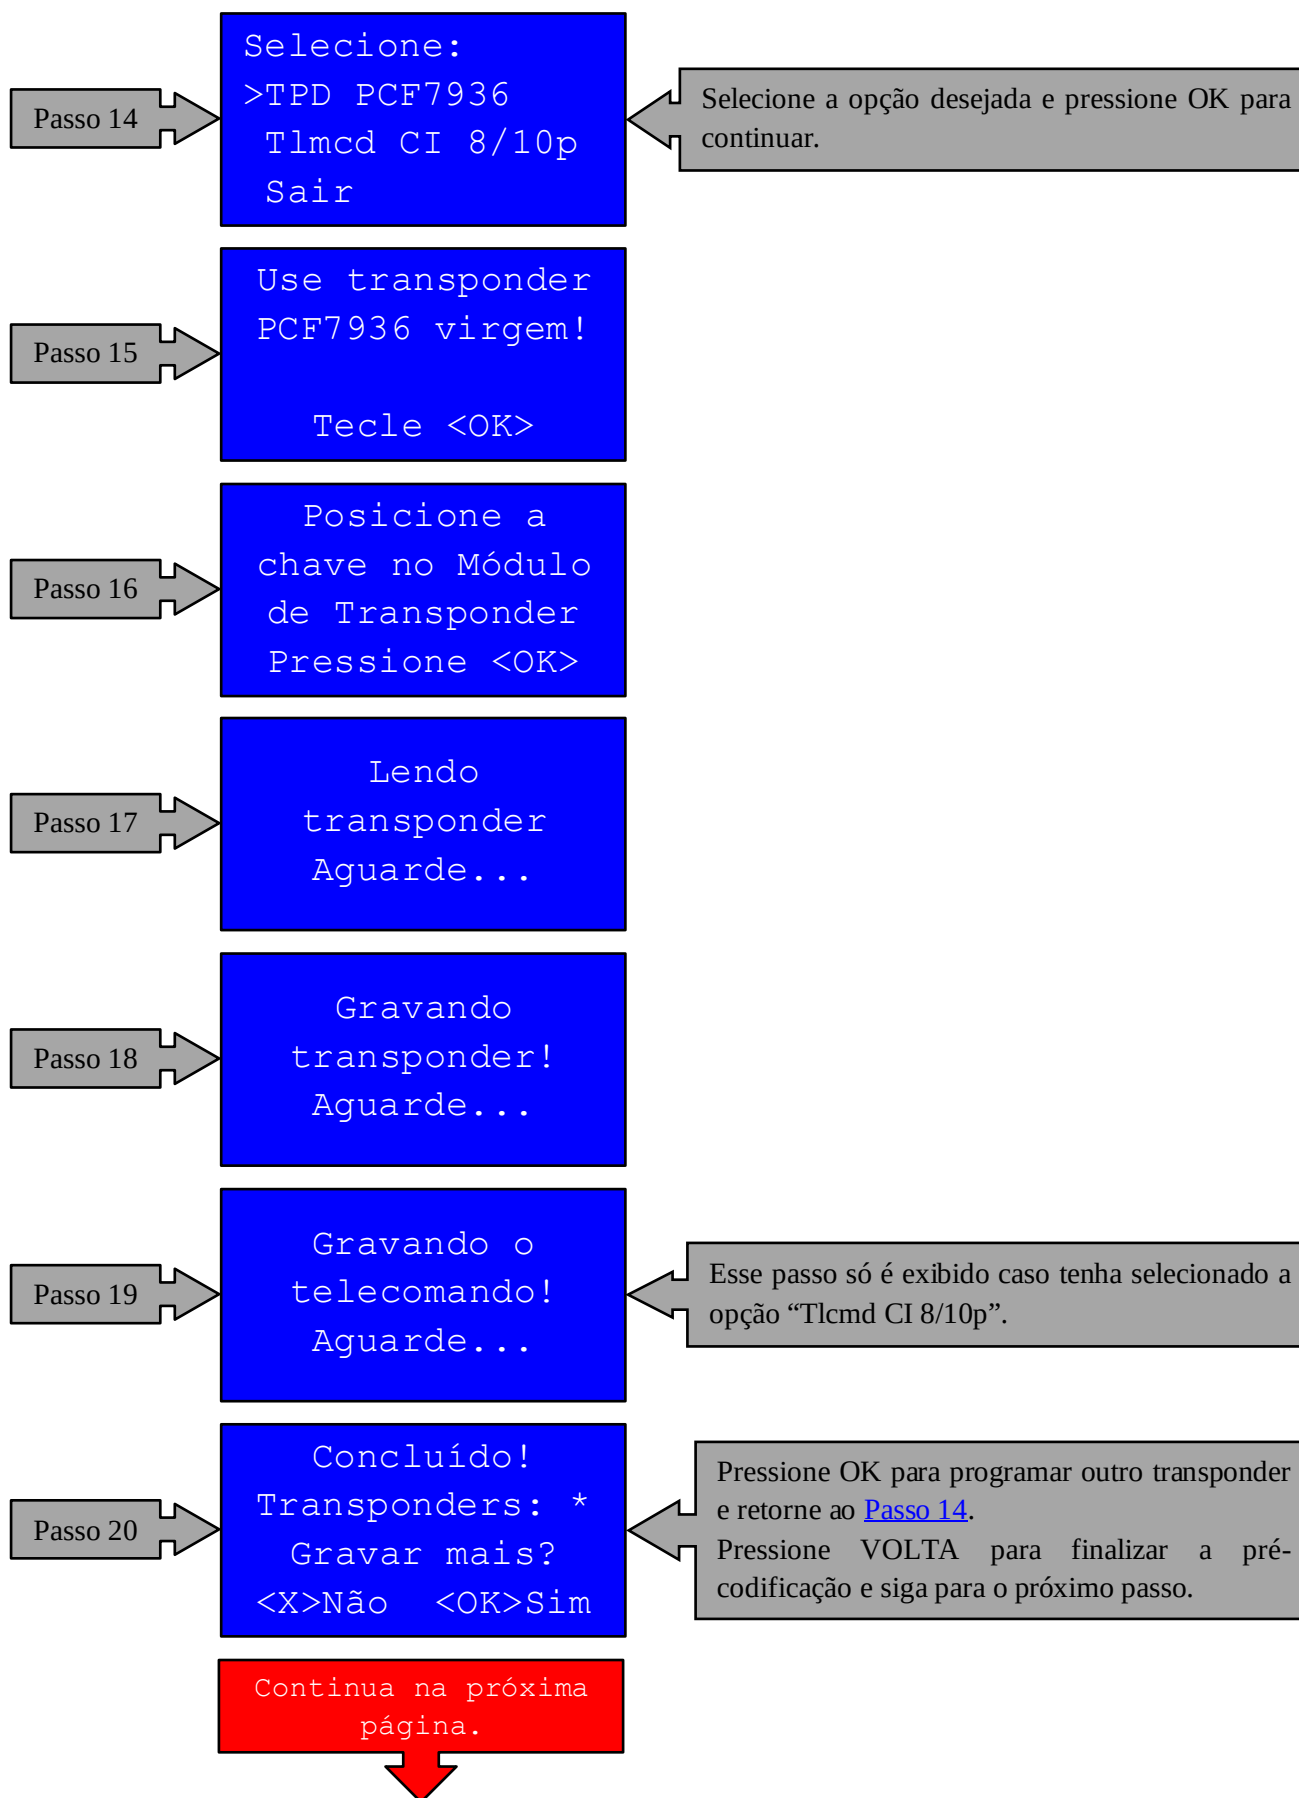 Passo 14
Selecione:
>TPD PCF7936
Tlmcd CI 8/10p
Sair
Selecione a opção desejada e pressione OK para
continuar.
Passo 15
Use transponder
PCF7936 virgem!
Tecle <OK>
Passo 16
Posicione a
chave no Módulo
de Transponder
Pressione <OK>
Passo 17
Lendo
transponder
Aguarde...
Passo 18
Gravando
transponder!
Aguarde...
Passo 19
Gravando o
telecomando!
Aguarde...
Esse passo só é exibido caso tenha selecionado a
opção “Tlcmd CI 8/10p”.
Passo 20
Concluído!
Transponders: *
Gravar mais?
<X>Não <OK>Sim
Pressione OK para programar outro transponder
e retorne ao Passo 14.
Pressione VOLTA para finalizar a pré-
codificação e siga para o próximo passo.
Continua na próxima
página.